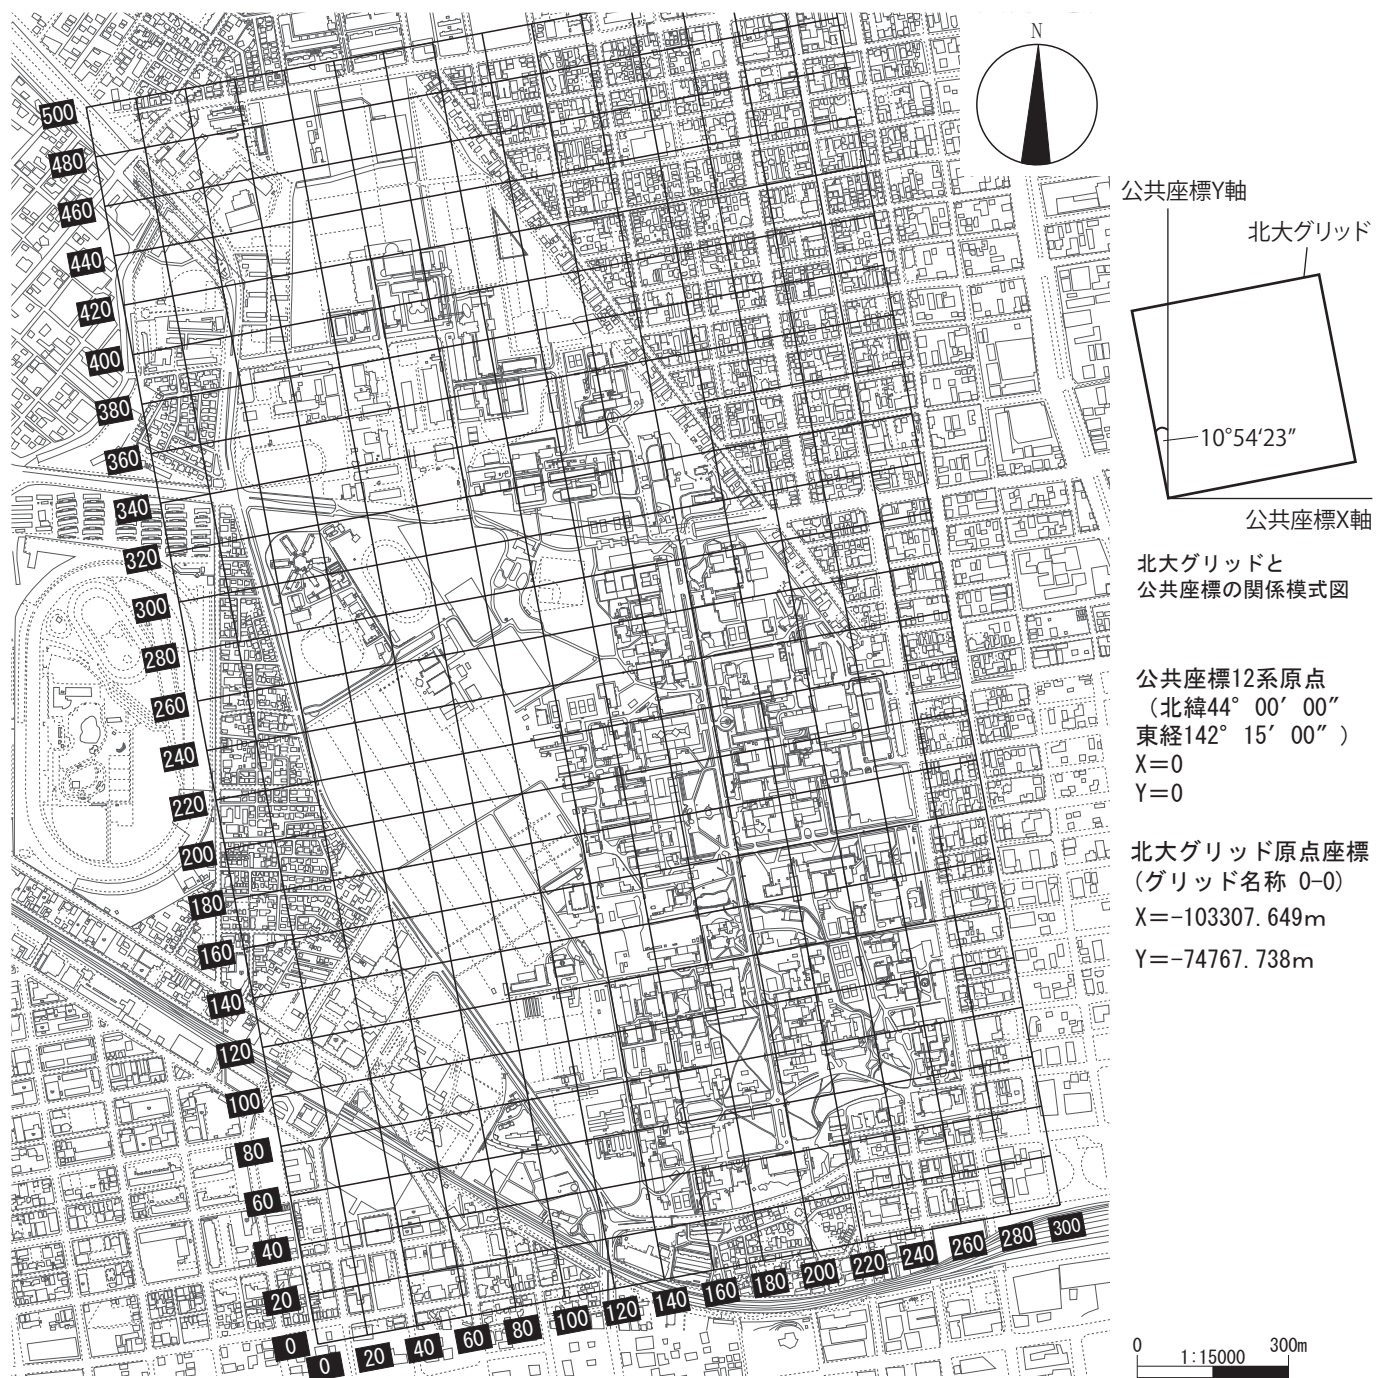 N
公共座標Y軸
北大グリッド
10°54′23″
公共座標X軸
北大グリッドと
公共座標の関係模式図
公共座標12系原点
（北緯44° 00′ 00″
東経142° 15′ 00″ ）
X=0
Y=0
北大グリッド原点座標
(グリッド名称 0-0)
X=-103307.649m
Y=-74767.738m
0 300m
1:15000
500
480
460
440
420
400
380
360
340
320
300
280
260
240
220
200
180
160
140
120
100
80
60
40
20
0
0 20 40 60 80 100 120 140 160 180 200 220 240 260 280 300